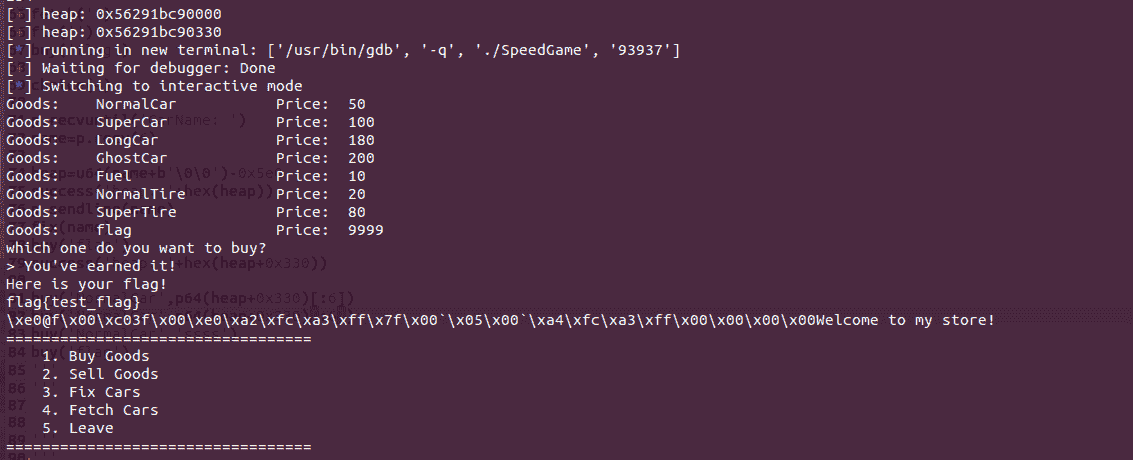 [+] heap: 0x56291bc90000
[+] heap: 0x56291bc90330
[*] running in new terminal: ['/usr/bin/gdb', '-q', './SpeedGame', '93937']
[+] Waiting for debugger: Done
[*] Switching to interactive mode
Goods: NormalCar Price: 50
Goods: SuperCar Price: 100
Goods: LongCar Price: 180
Goods: GhostCar Price: 200
Goods: Fuel Price: 10
Goods: NormalTire Price: 20
Goods: SuperTire Price: 80
Goods: flag Price: 9999
which one do you want to buy?
> You've earned it!
Here is your flag!
flag{test_flag}
\xe0@f\x00\xc03f\x00\xe0\xa2\xfc\xa3\xff\x7f\x00`\x05\x00`\xa4\xfc\xa3\xff\x00\x00\x00\x00Welcome to my store!
==================================
1. Buy Goods
2. Sell Goods
3. Fix Cars
4. Fetch Cars
5. Leave
==================================